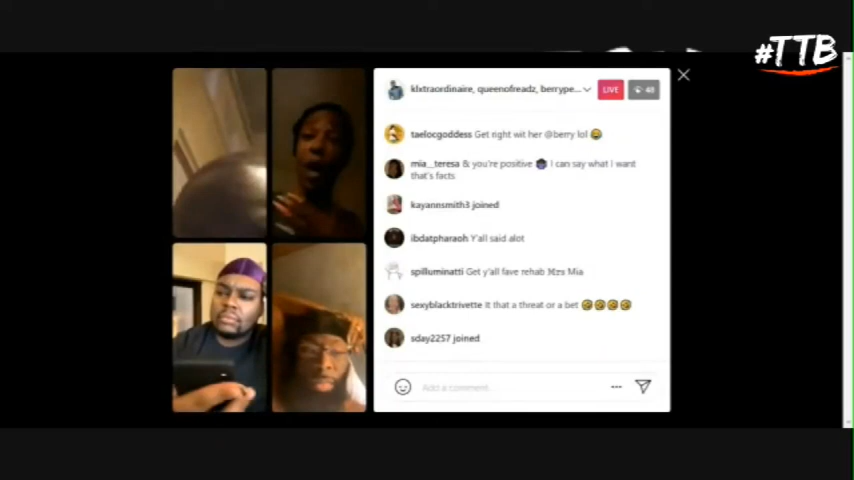 #TTB
klxtraordinaire, queenofreadz, berrype...
LIVE
48
taelocgoddess Get right wit her @berry lol 😂
mia__teresa & you're positive I can say what I want
that's facts
kayannsmith3 joined
ibdatpharaoh Y'all said alot
spilluminatti Get y'all fave rehab Mrs Mia
sexyblacktrivette It that a threat or a bet 🤣🤣🤣🤣
sday2257 joined
Add a comment...